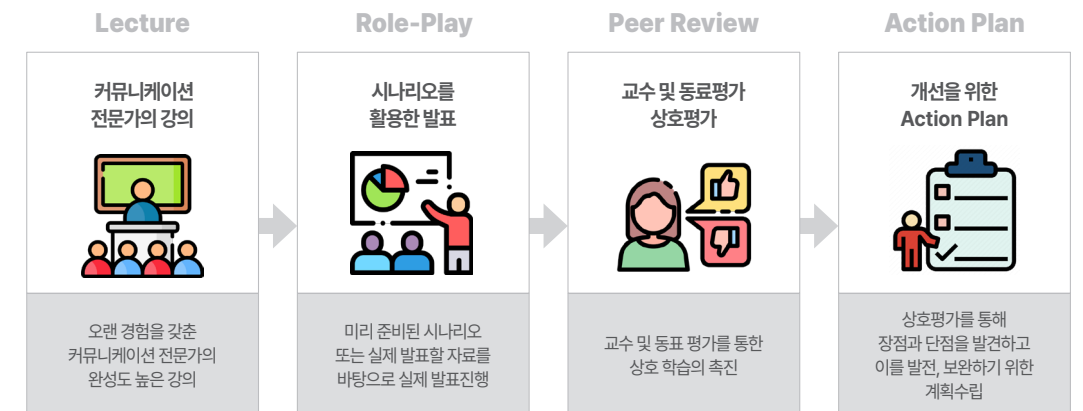 Lecture
커뮤니케이션
전문가의 강의
오랜 경험을 갖춘
커뮤니케이션 전문가의
완성도 높은 강의
Role-Play
시나리오를
활용한 발표
미리 준비된 시나리오
또는 실제 발표할 자료를
바탕으로 실제 발표진행
Peer Review
교수 및 동료평가
상호평가
교수 및 동표 평가를 통한
상호 학습의 촉진
Action Plan
개선을 위한
Action Plan
상호평가를 통해
장점과 단점을 발견하고
이를 발전, 보완하기 위한
계획수립